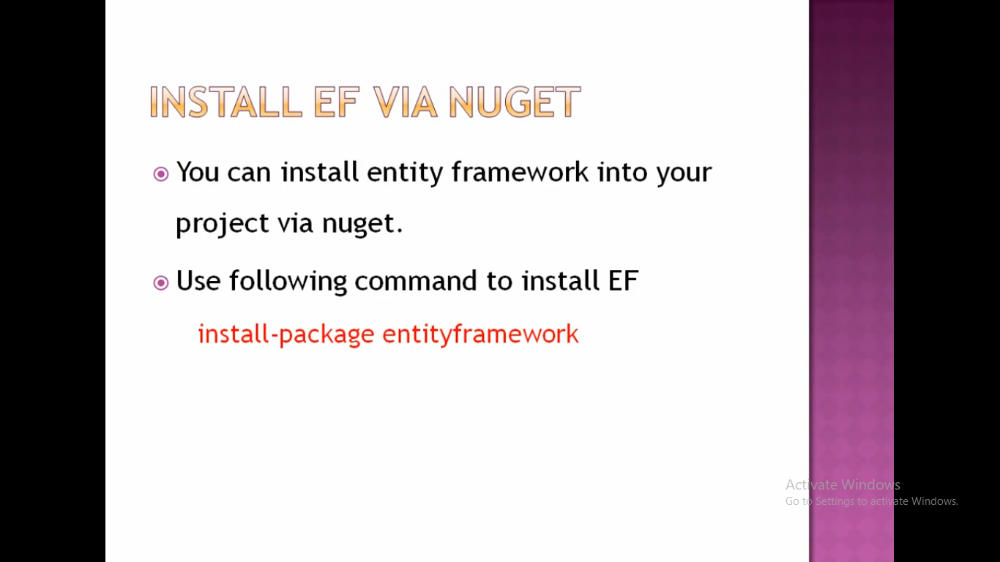 INSTALL EF VIA NUGET
You can install entity framework into your
project via nuget.
Use following command to install EF
install-package entityframework
Activate Windows
Go to Settings to activate Windows.